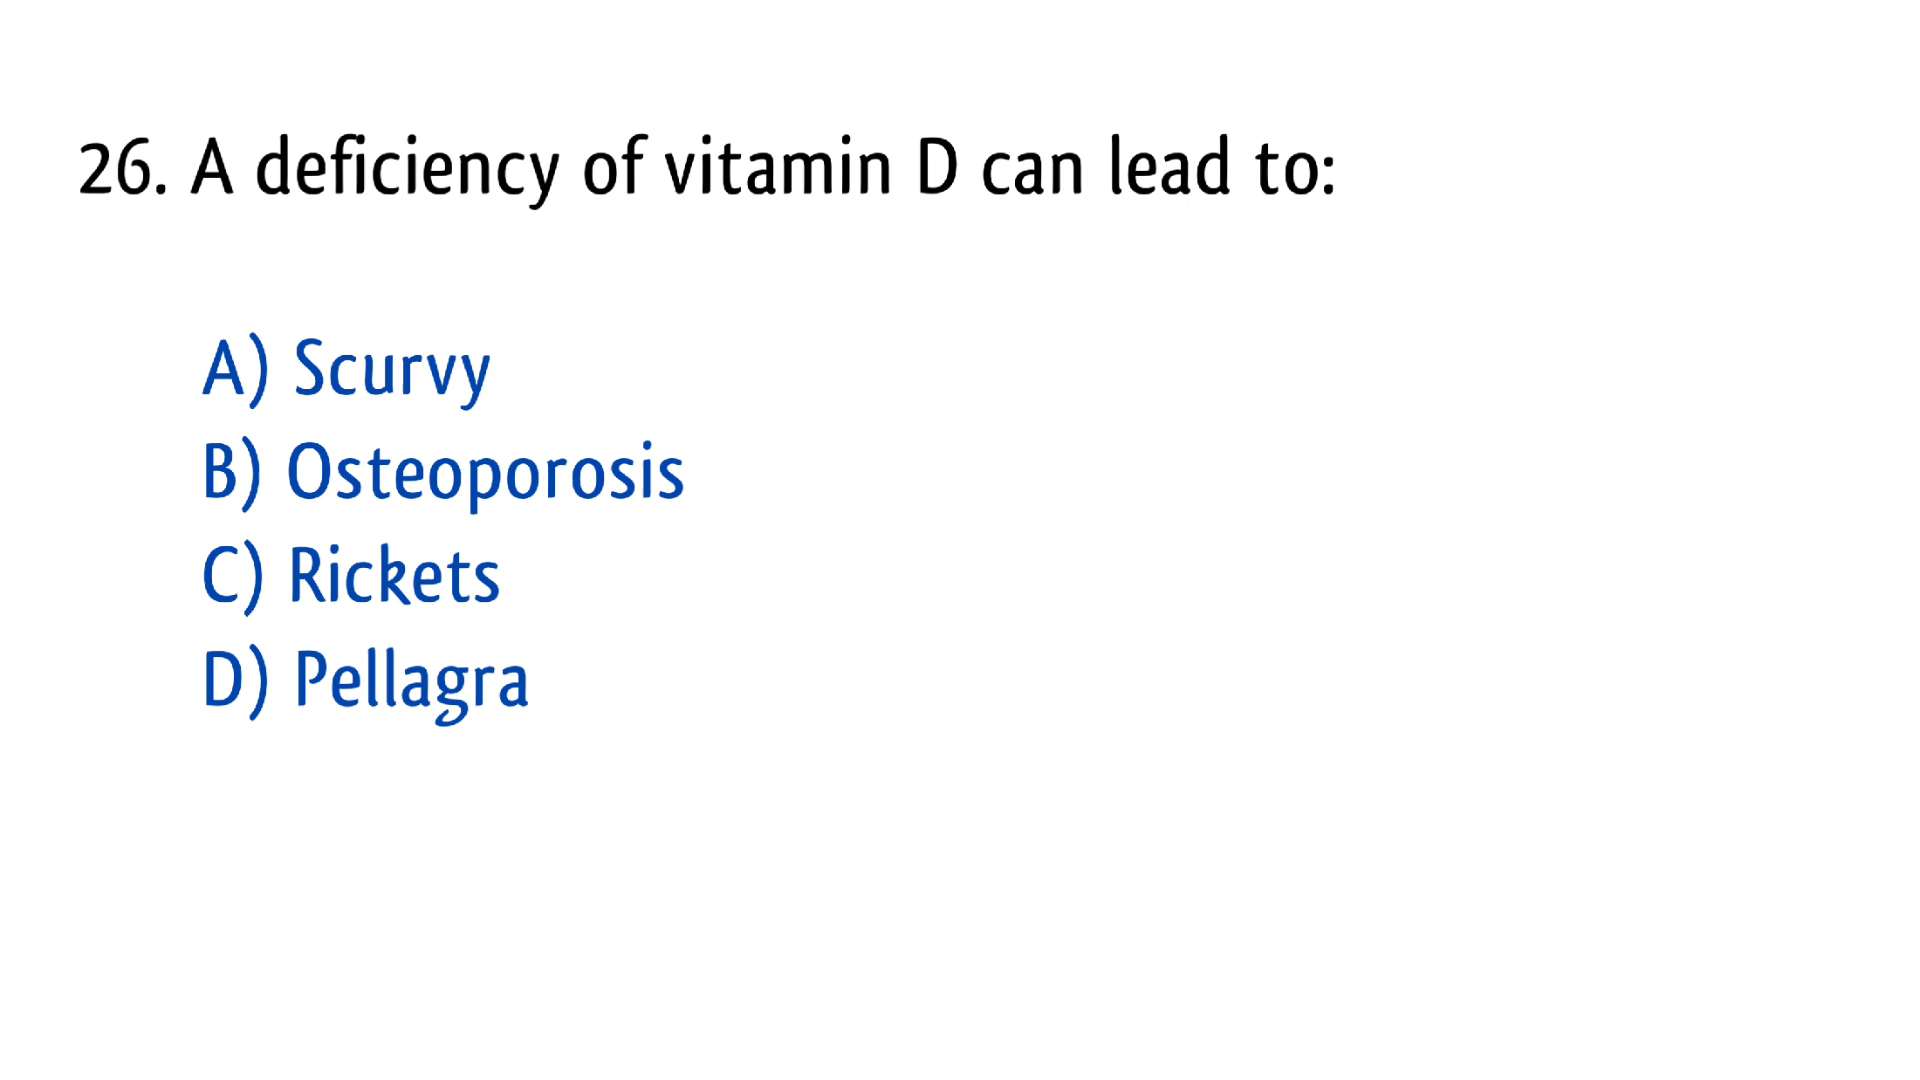 26. A deficiency of vitamin D can lead to:
A) Scurvy
B) Osteoporosis
C) Rickets
D) Pellagra